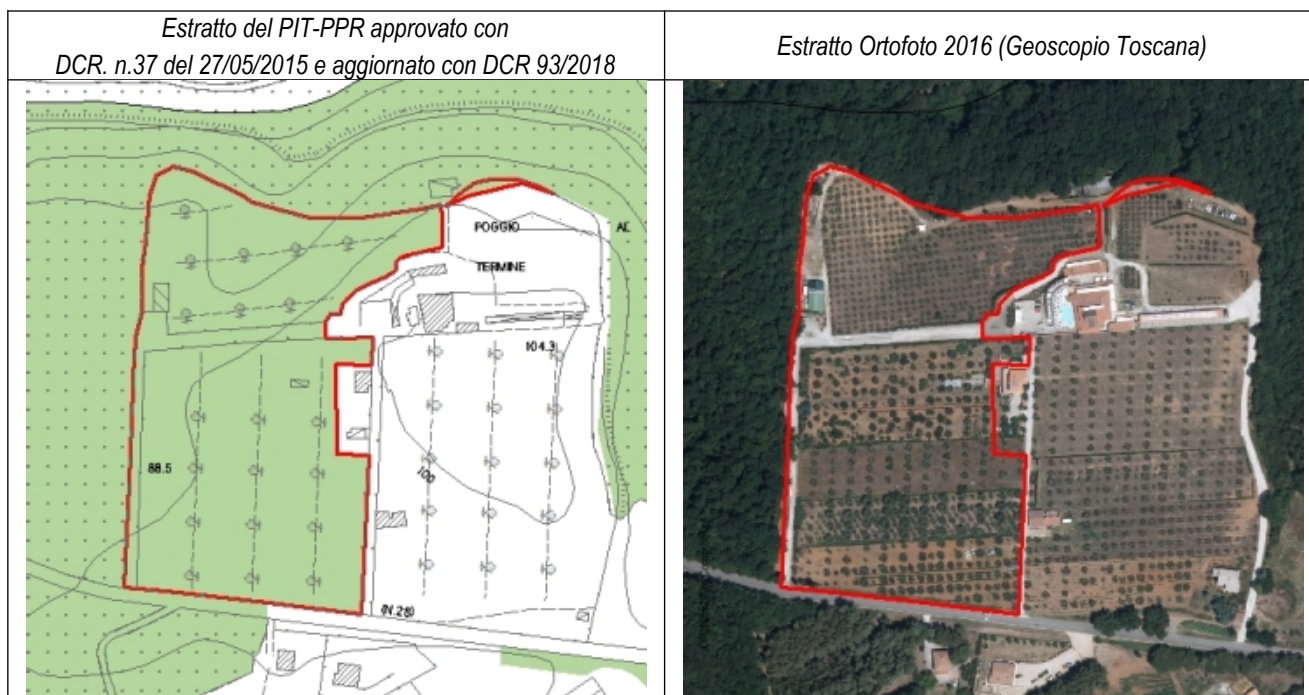 Estratto del PIT-PPR approvato con
DCR. n.37 del 27/05/2015 e aggiornato con DCR 93/2018
Estratto Ortofoto 2016 (Geoscopio Toscana)
POGGIO
AL
TERMINE
104.3
88.5
100
(N.28)